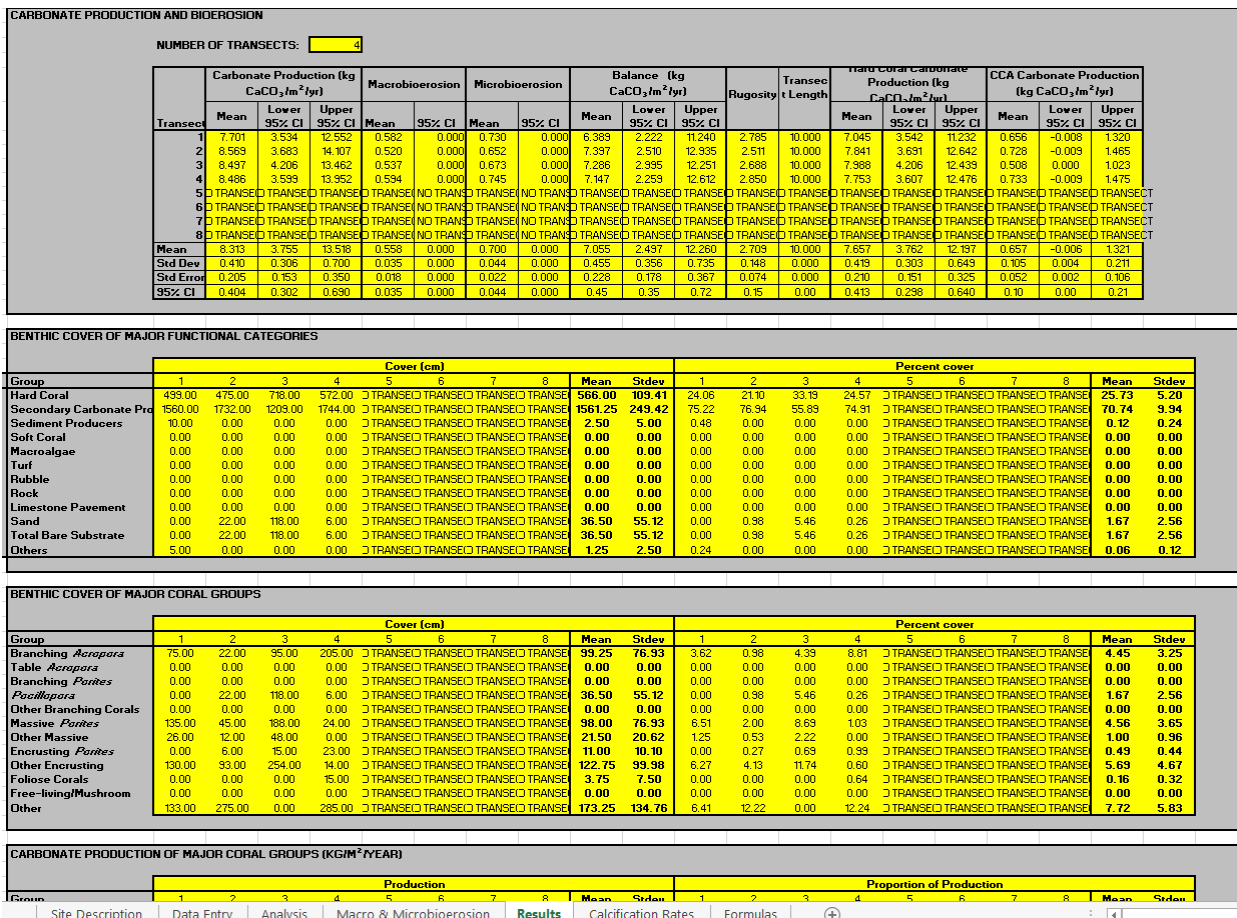 CARBONATE PRODUCTION AND BIOEROSION
NUMBER OF TRANSECTS: 4
Carbonate Production (kg CaCO₃/m²/yr) Macrobioerosion Microbioerosion Balance (kg CaCO₃/m²/yr) Rugosity Transect Length Hard Coral Carbonate Production (kg CaCO₃/m²/yr) CCA Carbonate Production (kg CaCO₃/m²/yr)
Transect Mean Lower 95% CI Upper 95% CI Mean 95% CI Mean 95% CI Mean Lower 95% CI Upper 95% CI Mean Lower 95% CI Upper 95% CI Mean Lower 95% CI Upper 95% CI
1 7.701 3.534 12.552 0.582 0.000 0.730 0.000 6.389 2.222 11.240 2.785 10.000 7.045 3.542 11.232 0.656 -0.008 1.320
2 8.569 3.683 14.107 0.520 0.000 0.652 0.000 7.397 2.510 12.935 2.511 10.000 7.841 3.691 12.642 0.728 -0.009 1.465
3 8.497 4.206 13.462 0.537 0.000 0.673 0.000 7.286 2.995 12.251 2.688 10.000 7.988 4.206 12.439 0.508 0.000 1.023
4 8.486 3.599 13.952 0.594 0.000 0.745 0.000 7.147 2.259 12.612 2.850 10.000 7.753 3.607 12.476 0.733 -0.009 1.475
5
6
7
8
Mean 8.313 3.755 13.518 0.558 0.000 0.700 0.000 7.055 2.497 12.260 2.709 10.000 7.657 3.762 12.197 0.657 -0.006 1.321
Std Dev 0.410 0.306 0.700 0.035 0.000 0.044 0.000 0.455 0.356 0.735 0.148 0.000 0.419 0.303 0.649 0.105 0.004 0.211
Std Error 0.205 0.153 0.350 0.018 0.000 0.022 0.000 0.228 0.178 0.367 0.074 0.000 0.210 0.151 0.325 0.052 0.002 0.106
95% CI 0.404 0.302 0.690 0.035 0.000 0.044 0.000 0.45 0.35 0.72 0.15 0.00 0.413 0.298 0.640 0.10 0.00 0.21
BENTHIC COVER OF MAJOR FUNCTIONAL CATEGORIES
Cover (cm) Percent cover
Group 1 2 3 4 5 6 7 8 Mean Stdev 1 2 3 4 5 6 7 8 Mean Stdev
Hard Coral 499.00 475.00 718.00 572.00 566.00 109.41 24.06 21.10 33.19 24.57 25.73 5.20
Secondary Carbonate Pro 1560.00 1732.00 1209.00 1744.00 1561.25 249.42 75.22 76.94 55.89 74.91 70.74 9.94
Sediment Producers 10.00 0.00 0.00 0.00 2.50 5.00 0.48 0.00 0.00 0.00 0.12 0.24
Soft Coral 0.00 0.00 0.00 0.00 0.00 0.00 0.00 0.00 0.00 0.00 0.00 0.00
Macroalgae 0.00 0.00 0.00 0.00 0.00 0.00 0.00 0.00 0.00 0.00 0.00 0.00
Turf 0.00 0.00 0.00 0.00 0.00 0.00 0.00 0.00 0.00 0.00 0.00 0.00
Rubble 0.00 0.00 0.00 0.00 0.00 0.00 0.00 0.00 0.00 0.00 0.00 0.00
Rock 0.00 0.00 0.00 0.00 0.00 0.00 0.00 0.00 0.00 0.00 0.00 0.00
Limestone Pavement 0.00 0.00 0.00 0.00 0.00 0.00 0.00 0.00 0.00 0.00 0.00 0.00
Sand 0.00 22.00 118.00 6.00 36.50 55.12 0.00 0.98 5.46 0.26 1.67 2.56
Total Bare Substrate 0.00 22.00 118.00 6.00 36.50 55.12 0.00 0.98 5.46 0.26 1.67 2.56
Others 5.00 0.00 0.00 0.00 1.25 2.50 0.24 0.00 0.00 0.00 0.06 0.12
BENTHIC COVER OF MAJOR CORAL GROUPS
Cover (cm) Percent cover
Group 1 2 3 4 5 6 7 8 Mean Stdev 1 2 3 4 5 6 7 8 Mean Stdev
Branching Acropora 75.00 22.00 95.00 205.00 99.25 76.93 3.62 0.98 4.39 8.81 4.45 3.25
Table Acropora 0.00 0.00 0.00 0.00 0.00 0.00 0.00 0.00 0.00 0.00 0.00 0.00
Branching Porites 0.00 0.00 0.00 0.00 0.00 0.00 0.00 0.00 0.00 0.00 0.00 0.00
Pocillopora 0.00 22.00 118.00 6.00 36.50 55.12 0.00 0.98 5.46 0.26 1.67 2.56
Other Branching Corals 0.00 0.00 0.00 0.00 0.00 0.00 0.00 0.00 0.00 0.00 0.00 0.00
Massive Porites 135.00 45.00 188.00 24.00 98.00 76.93 6.51 2.00 8.69 1.03 4.56 3.65
Other Massive 26.00 12.00 48.00 0.00 21.50 20.62 1.25 0.53 2.22 0.00 1.00 0.96
Encrusting Porites 0.00 6.00 15.00 23.00 11.00 10.10 0.00 0.27 0.69 0.99 0.49 0.44
Other Encrusting 130.00 93.00 254.00 14.00 122.75 99.98 6.27 4.13 11.74 0.60 5.69 4.67
Foliose Corals 0.00 0.00 0.00 15.00 3.75 7.50 0.00 0.00 0.00 0.64 0.16 0.32
Free-living/Mushroom 0.00 0.00 0.00 0.00 0.00 0.00 0.00 0.00 0.00 0.00 0.00 0.00
Other 133.00 275.00 0.00 285.00 173.25 134.76 6.41 12.22 0.00 12.24 7.72 5.83
CARBONATE PRODUCTION OF MAJOR CORAL GROUPS (KG/M²/YEAR)
Production Proportion of Production
Group 1 2 3 4 5 6 7 8 Mean Stdev 1 2 3 4 5 6 7 8 Mean Stdev
Site Description Data Entry Analysis Macro & Microbioerosion Results Calcification Rates Formulas